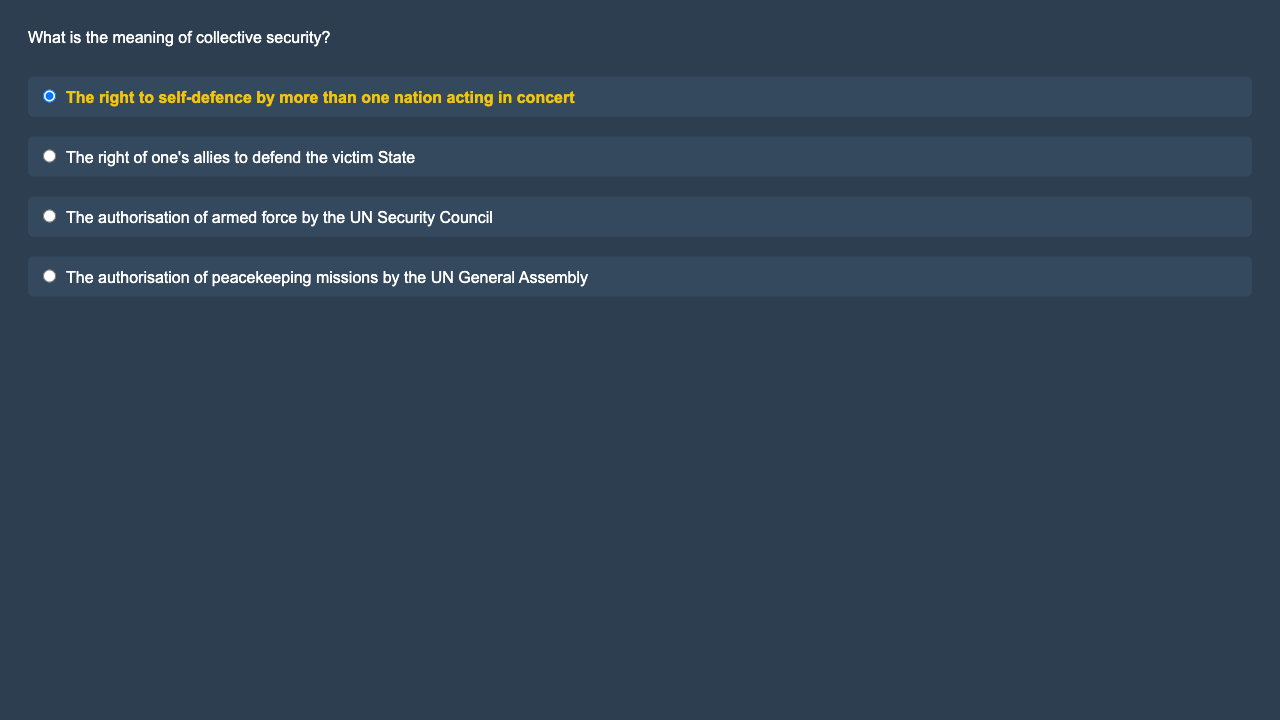 What is the meaning of collective security?
The right to self-defence by more than one nation acting in concert
The right of one's allies to defend the victim State
The authorisation of armed force by the UN Security Council
The authorisation of peacekeeping missions by the UN General Assembly